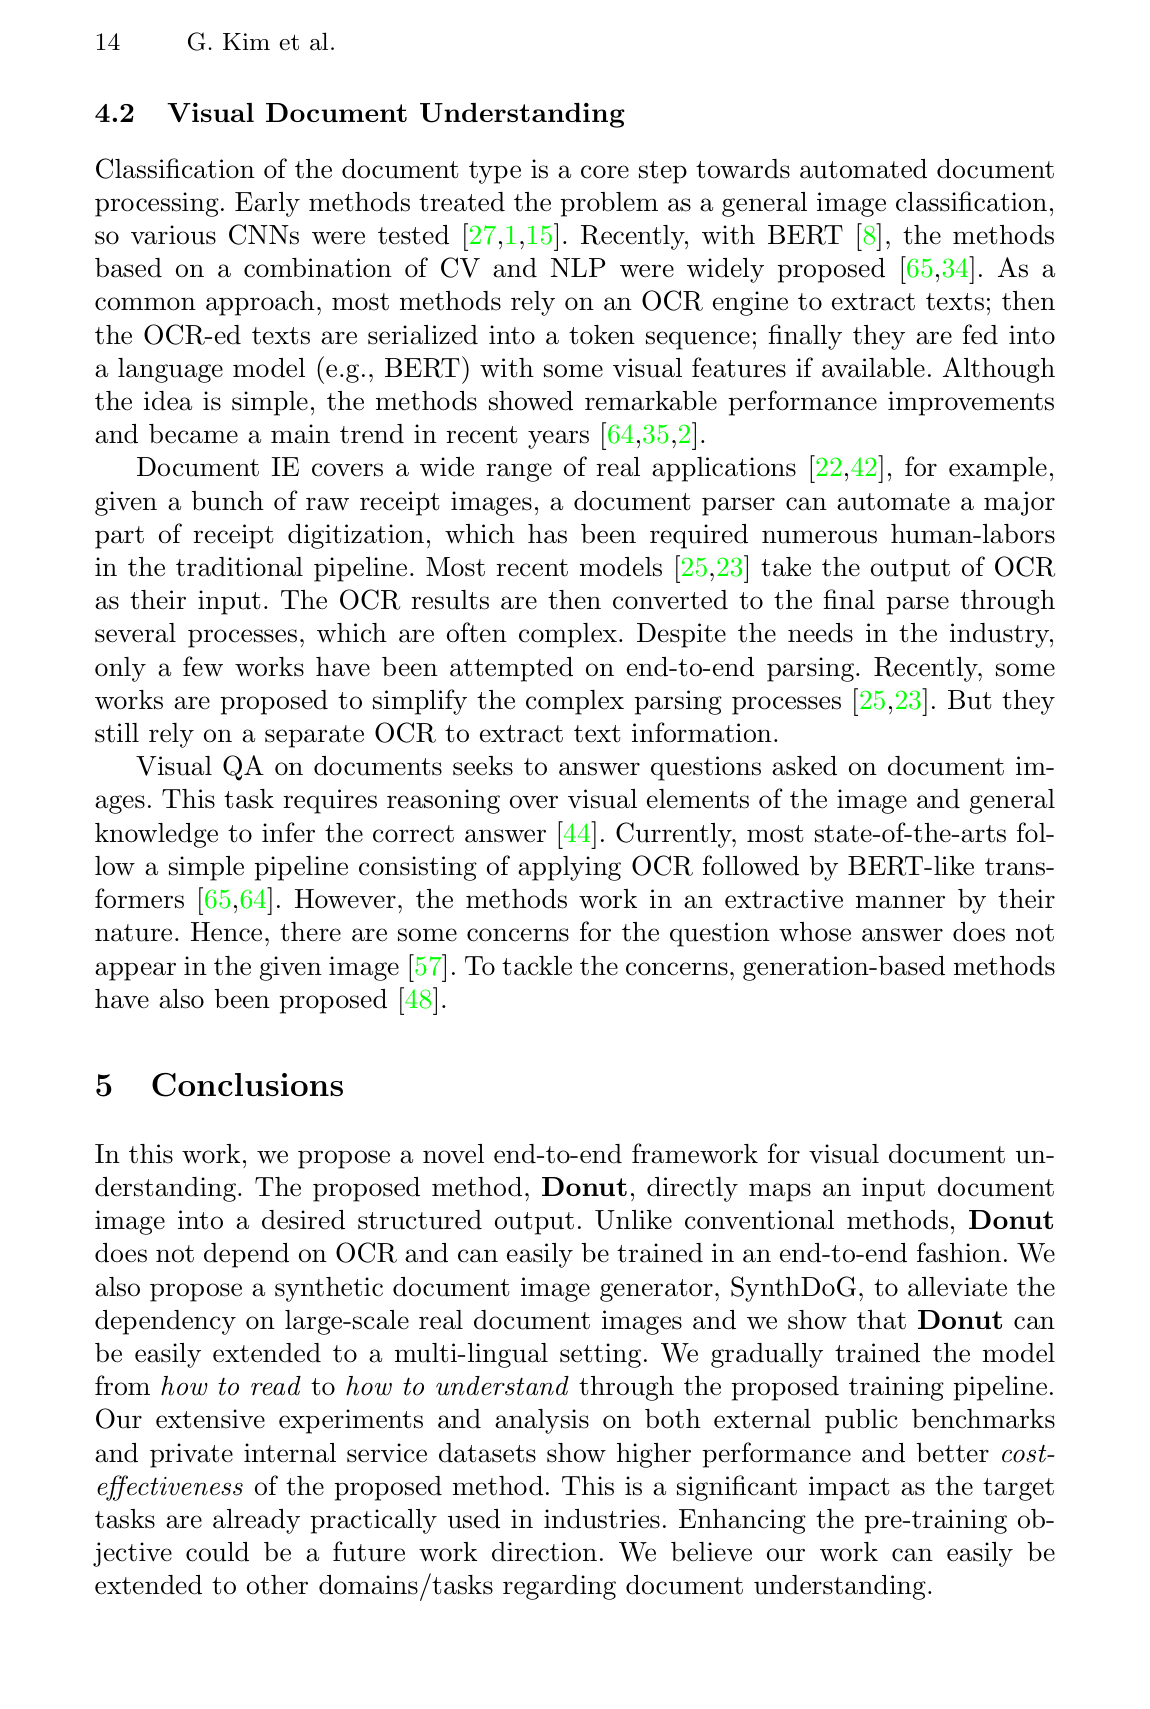 14 G. Kim et al.
4.2 Visual Document Understanding
Classification of the document type is a core step towards automated document
processing. Early methods treated the problem as a general image classification,
so various CNNs were tested [27,1,15]. Recently, with BERT [8], the methods
based on a combination of CV and NLP were widely proposed [65,34]. As a
common approach, most methods rely on an OCR engine to extract texts; then
the OCR-ed texts are serialized into a token sequence; finally they are fed into
a language model (e.g., BERT) with some visual features if available. Although
the idea is simple, the methods showed remarkable performance improvements
and became a main trend in recent years [64,35,2].
Document IE covers a wide range of real applications [22,42], for example,
given a bunch of raw receipt images, a document parser can automate a major
part of receipt digitization, which has been required numerous human-labors
in the traditional pipeline. Most recent models [25,23] take the output of OCR
as their input. The OCR results are then converted to the final parse through
several processes, which are often complex. Despite the needs in the industry,
only a few works have been attempted on end-to-end parsing. Recently, some
works are proposed to simplify the complex parsing processes [25,23]. But they
still rely on a separate OCR to extract text information.
Visual QA on documents seeks to answer questions asked on document im-
ages. This task requires reasoning over visual elements of the image and general
knowledge to infer the correct answer [44]. Currently, most state-of-the-arts fol-
low a simple pipeline consisting of applying OCR followed by BERT-like trans-
formers [65,64]. However, the methods work in an extractive manner by their
nature. Hence, there are some concerns for the question whose answer does not
appear in the given image [57]. To tackle the concerns, generation-based methods
have also been proposed [48].
5 Conclusions
In this work, we propose a novel end-to-end framework for visual document un-
derstanding. The proposed method, Donut, directly maps an input document
image into a desired structured output. Unlike conventional methods, Donut
does not depend on OCR and can easily be trained in an end-to-end fashion. We
also propose a synthetic document image generator, SynthDoG, to alleviate the
dependency on large-scale real document images and we show that Donut can
be easily extended to a multi-lingual setting. We gradually trained the model
from how to read to how to understand through the proposed training pipeline.
Our extensive experiments and analysis on both external public benchmarks
and private internal service datasets show higher performance and better cost-
effectiveness of the proposed method. This is a significant impact as the target
tasks are already practically used in industries. Enhancing the pre-training ob-
jective could be a future work direction. We believe our work can easily be
extended to other domains/tasks regarding document understanding.